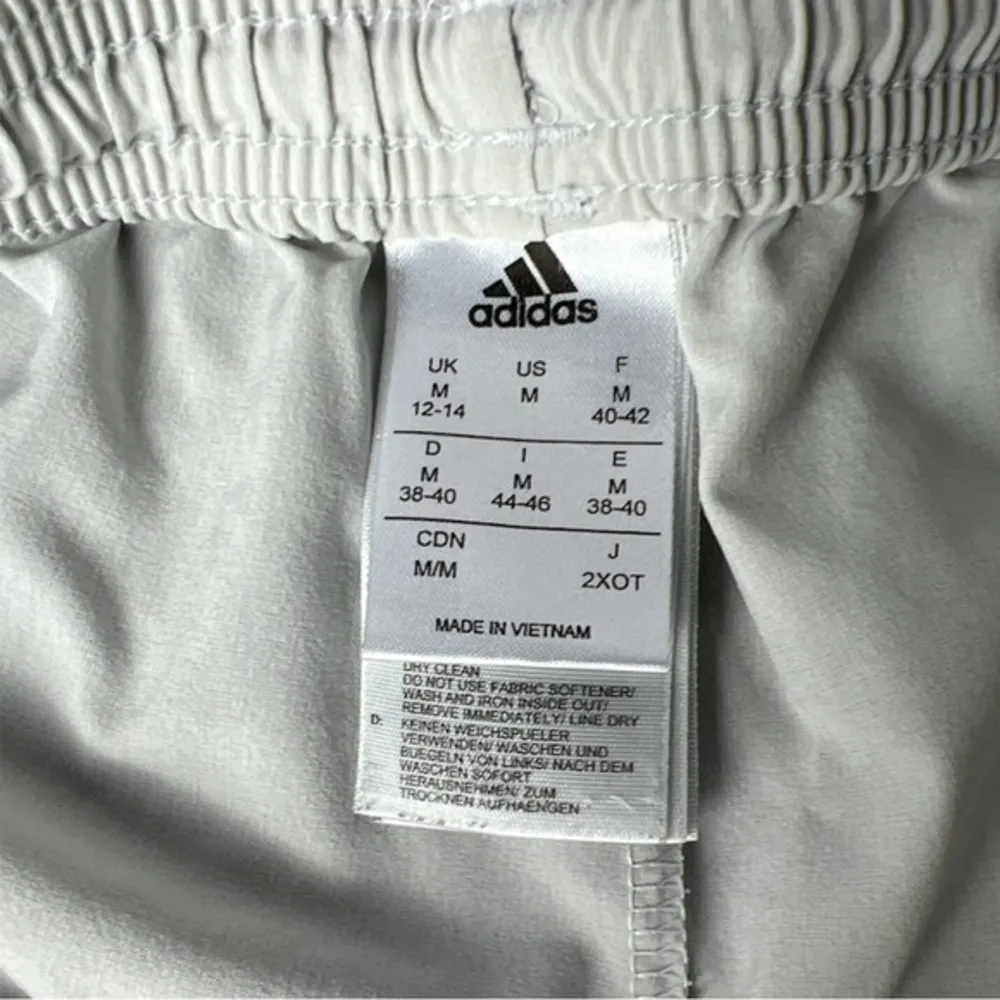 adidas
UK US F
M M M
12-14 40-42
D I E
M M M
38-40 44-46 38-40
CDN J
M/M 2XOT
MADE IN VIETNAM
DRY CLEAN
DO NOT USE FABRIC SOFTENER/
WASH AND IRON INSIDE OUT/
REMOVE IMMEDIATELY/ LINE DRY
D: KEINEN WEICHSPUELER
VERWENDEN/ WASCHEN UND
BUEGELN VON LINKS/ NACH DEM
WASCHEN SOFORT
HERAUSNEHMEN/ ZUM
TROCKNEN AUFHAENGEN